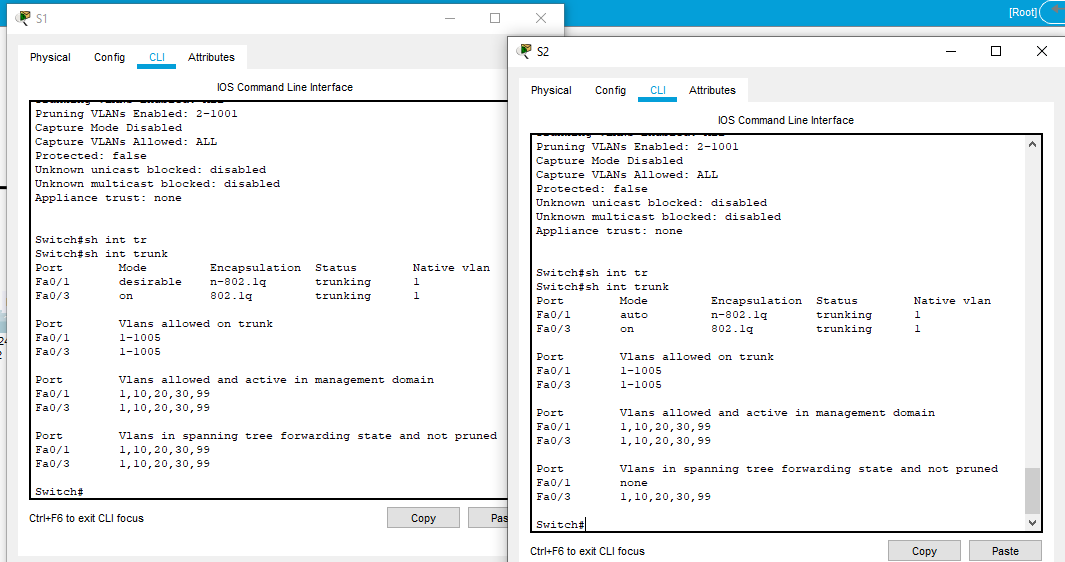 [Root]
S1
Physical Config CLI Attributes
IOS Command Line Interface
Pruning VLANs Enabled: 2-1001
Capture Mode Disabled
Capture VLANs Allowed: ALL
Protected: false
Unknown unicast blocked: disabled
Unknown multicast blocked: disabled
Appliance trust: none
Switch#sh int tr
Switch#sh int trunk
Port Mode Encapsulation Status Native vlan
Fa0/1 desirable n-802.1q trunking 1
Fa0/3 on 802.1q trunking 1
Port Vlans allowed on trunk
Fa0/1 1-1005
Fa0/3 1-1005
Port Vlans allowed and active in management domain
Fa0/1 1,10,20,30,99
Fa0/3 1,10,20,30,99
Port Vlans in spanning tree forwarding state and not pruned
Fa0/1 1,10,20,30,99
Fa0/3 1,10,20,30,99
Switch#
Ctrl+F6 to exit CLI focus
Copy
Pas
S2
Physical Config CLI Attributes
IOS Command Line Interface
Pruning VLANs Enabled: 2-1001
Capture Mode Disabled
Capture VLANs Allowed: ALL
Protected: false
Unknown unicast blocked: disabled
Unknown multicast blocked: disabled
Appliance trust: none
Switch#sh int tr
Switch#sh int trunk
Port Mode Encapsulation Status Native vlan
Fa0/1 auto n-802.1q trunking 1
Fa0/3 on 802.1q trunking 1
Port Vlans allowed on trunk
Fa0/1 1-1005
Fa0/3 1-1005
Port Vlans allowed and active in management domain
Fa0/1 1,10,20,30,99
Fa0/3 1,10,20,30,99
Port Vlans in spanning tree forwarding state and not pruned
Fa0/1 none
Fa0/3 1,10,20,30,99
Switch#
Ctrl+F6 to exit CLI focus
Copy
Paste